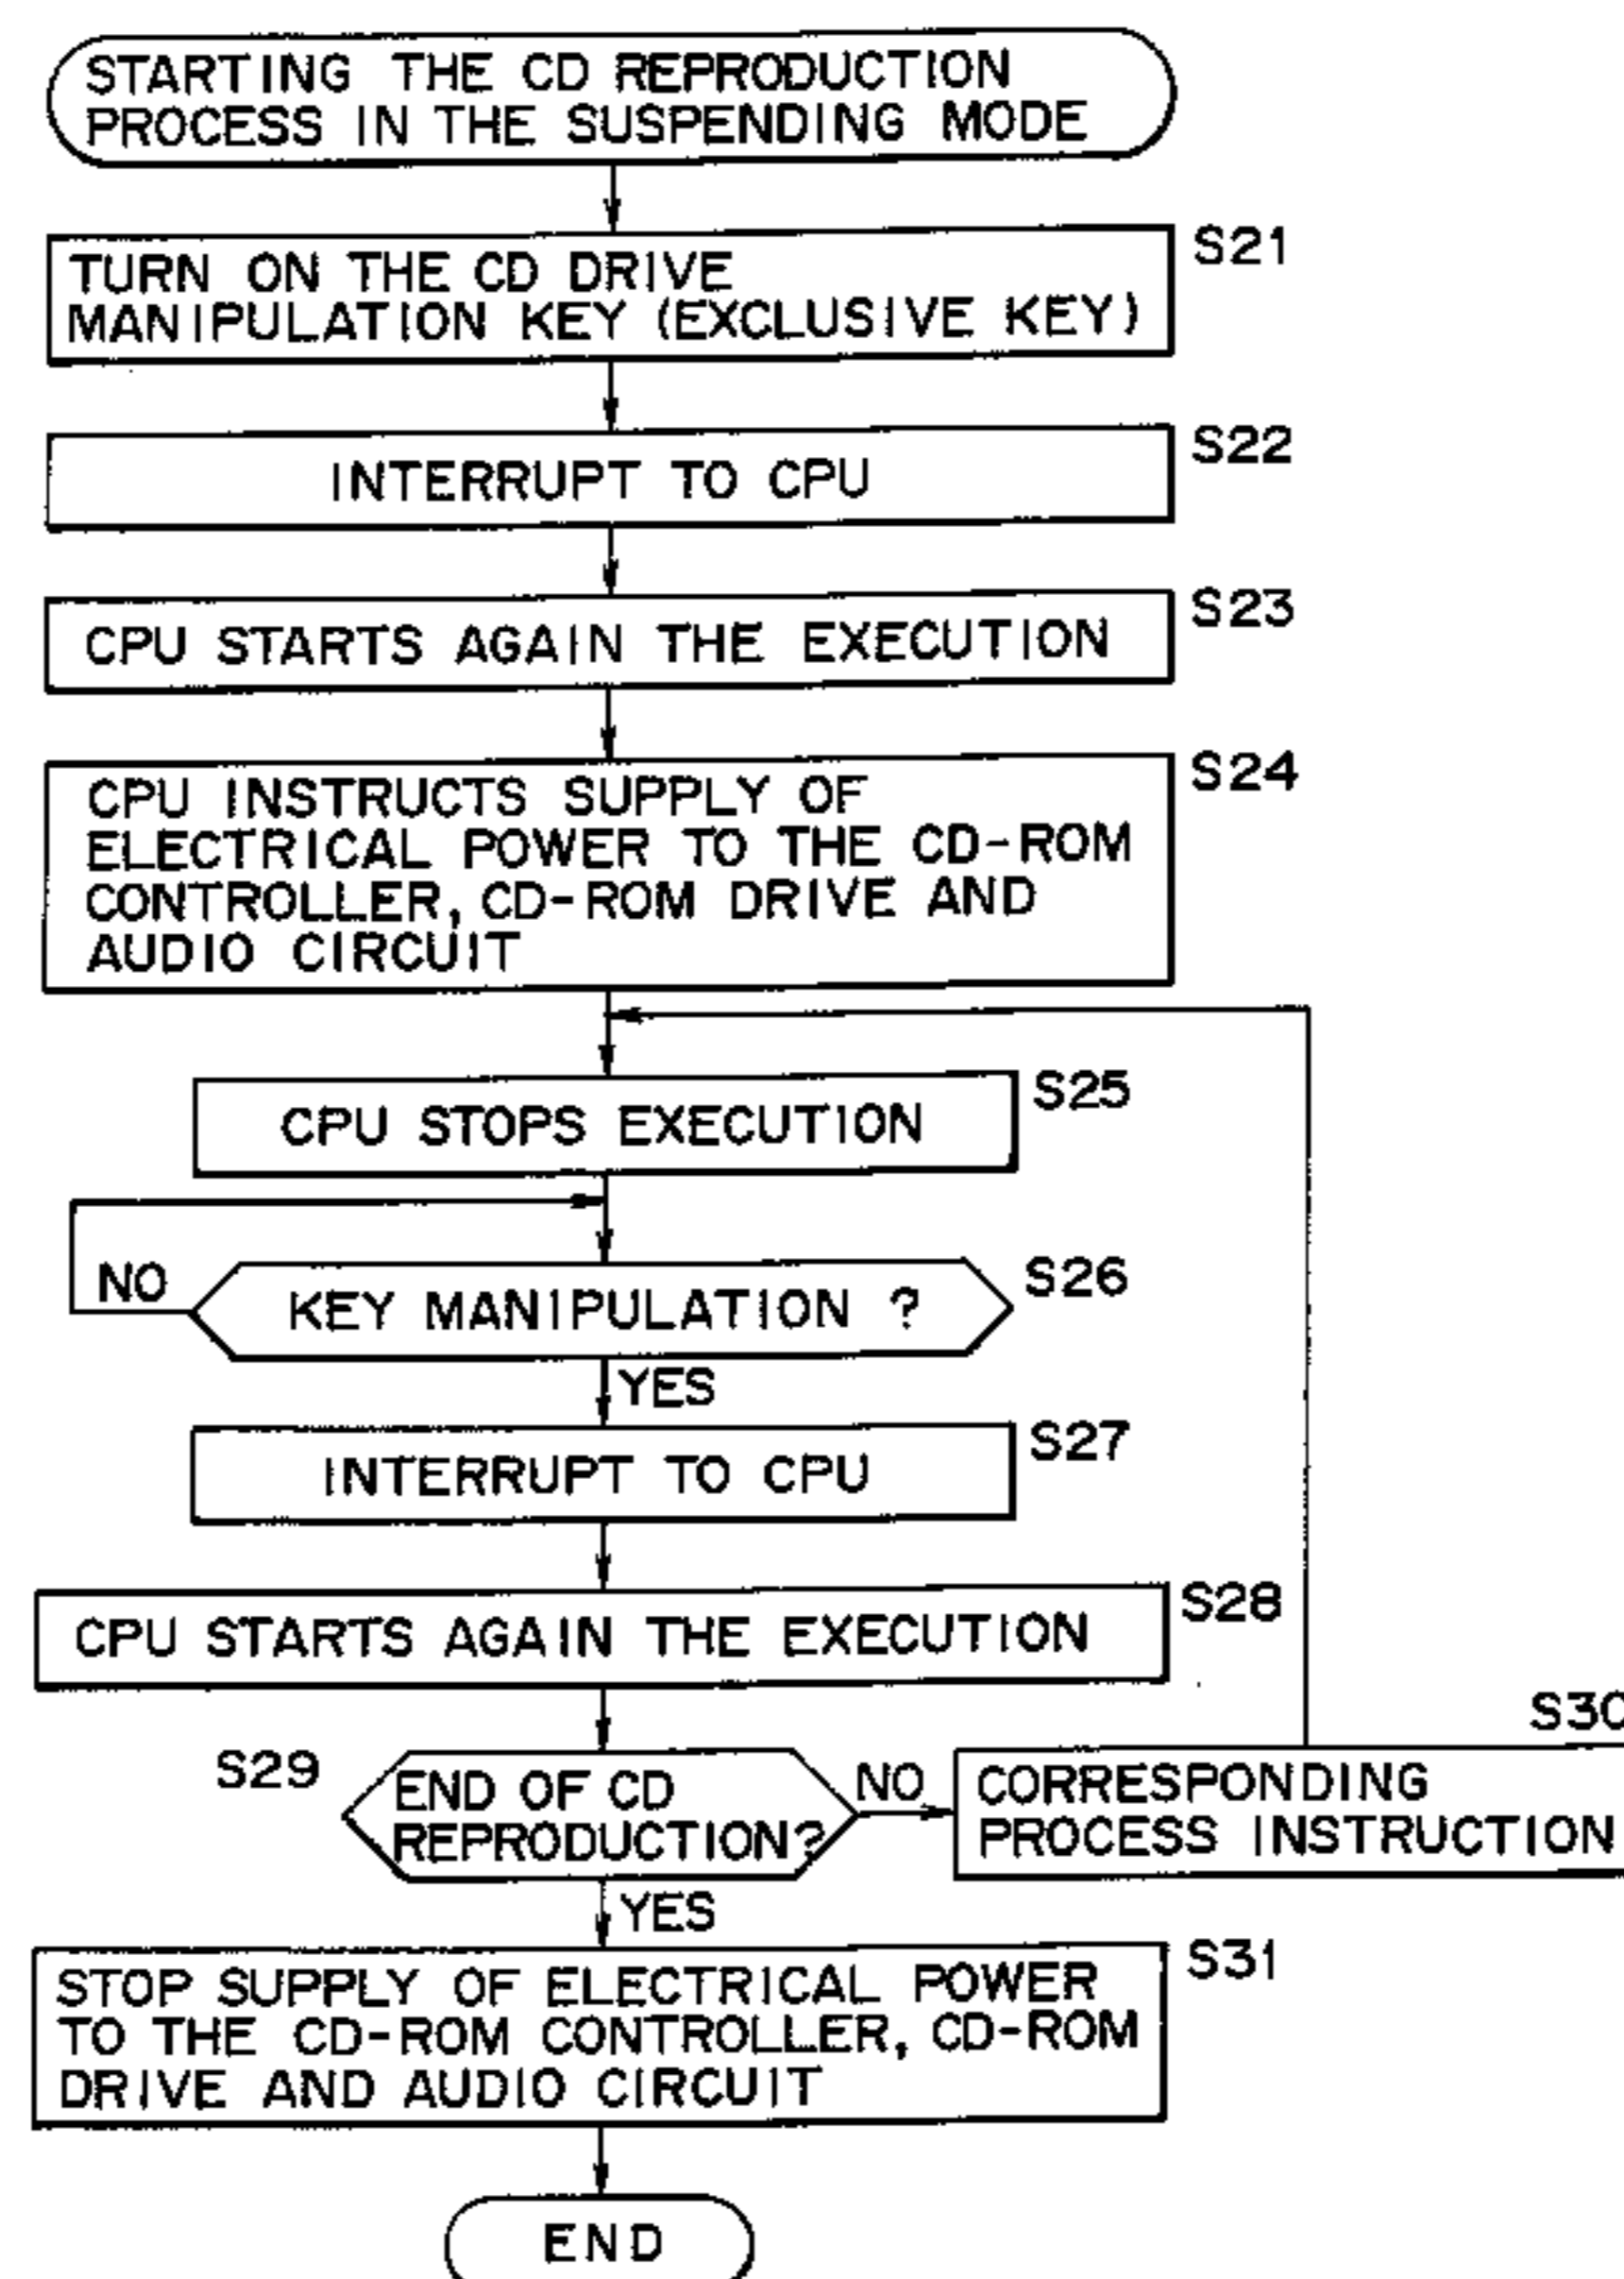 STARTING THE CD REPRODUCTION
PROCESS IN THE SUSPENDING MODE
TURN ON THE CD DRIVE
MANIPULATION KEY (EXCLUSIVE KEY)
S21
INTERRUPT TO CPU
S22
CPU STARTS AGAIN THE EXECUTION
S23
CPU INSTRUCTS SUPPLY OF
ELECTRICAL POWER TO THE CD-ROM
CONTROLLER, CD-ROM DRIVE AND
AUDIO CIRCUIT
S24
CPU STOPS EXECUTION
S25
NO
KEY MANIPULATION ?
S26
YES
INTERRUPT TO CPU
S27
CPU STARTS AGAIN THE EXECUTION
S28
S29
END OF CD
REPRODUCTION?
NO
S30
CORRESPONDING
PROCESS INSTRUCTION
YES
STOP SUPPLY OF ELECTRICAL POWER
TO THE CD-ROM CONTROLLER, CD-ROM
DRIVE AND AUDIO CIRCUIT
S31
END